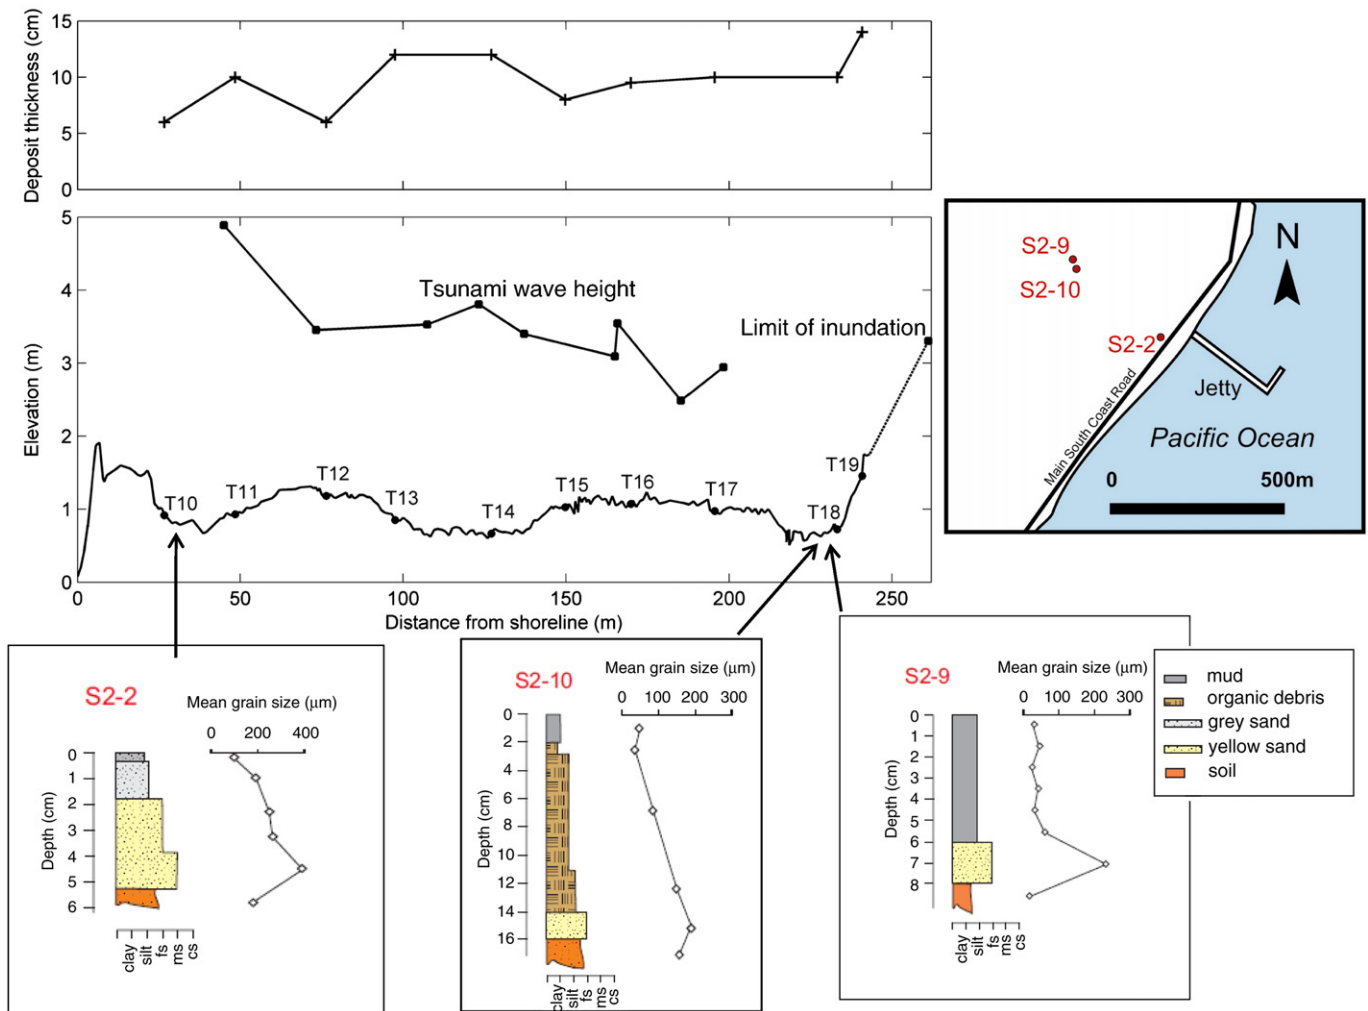 15
10
5
0
Deposit thickness (cm)
5
4
3
2
1
0
Elevation (m)
Tsunami wave height
Limit of inundation
T10
T11
T12
T13
T14
T15
T16
T17
T18
T19
0 50 100 150 200 250
Distance from shoreline (m)
S2-9
S2-10
S2-2
N
Jetty
Main South Coast Road
Pacific Ocean
0 500m
S2-2
Mean grain size (μm)
0 200 400
0
1
2
3
4
5
6
Depth (cm)
clay
silt
fs
ms
cs
S2-10
Mean grain size (μm)
0 100 200 300
0
2
4
6
8
10
12
14
16
Depth (cm)
clay
silt
fs
ms
cs
S2-9
Mean grain size (μm)
0 100 200 300
0
1
2
3
4
5
6
7
8
Depth (cm)
clay
silt
fs
ms
cs
mud
organic debris
grey sand
yellow sand
soil